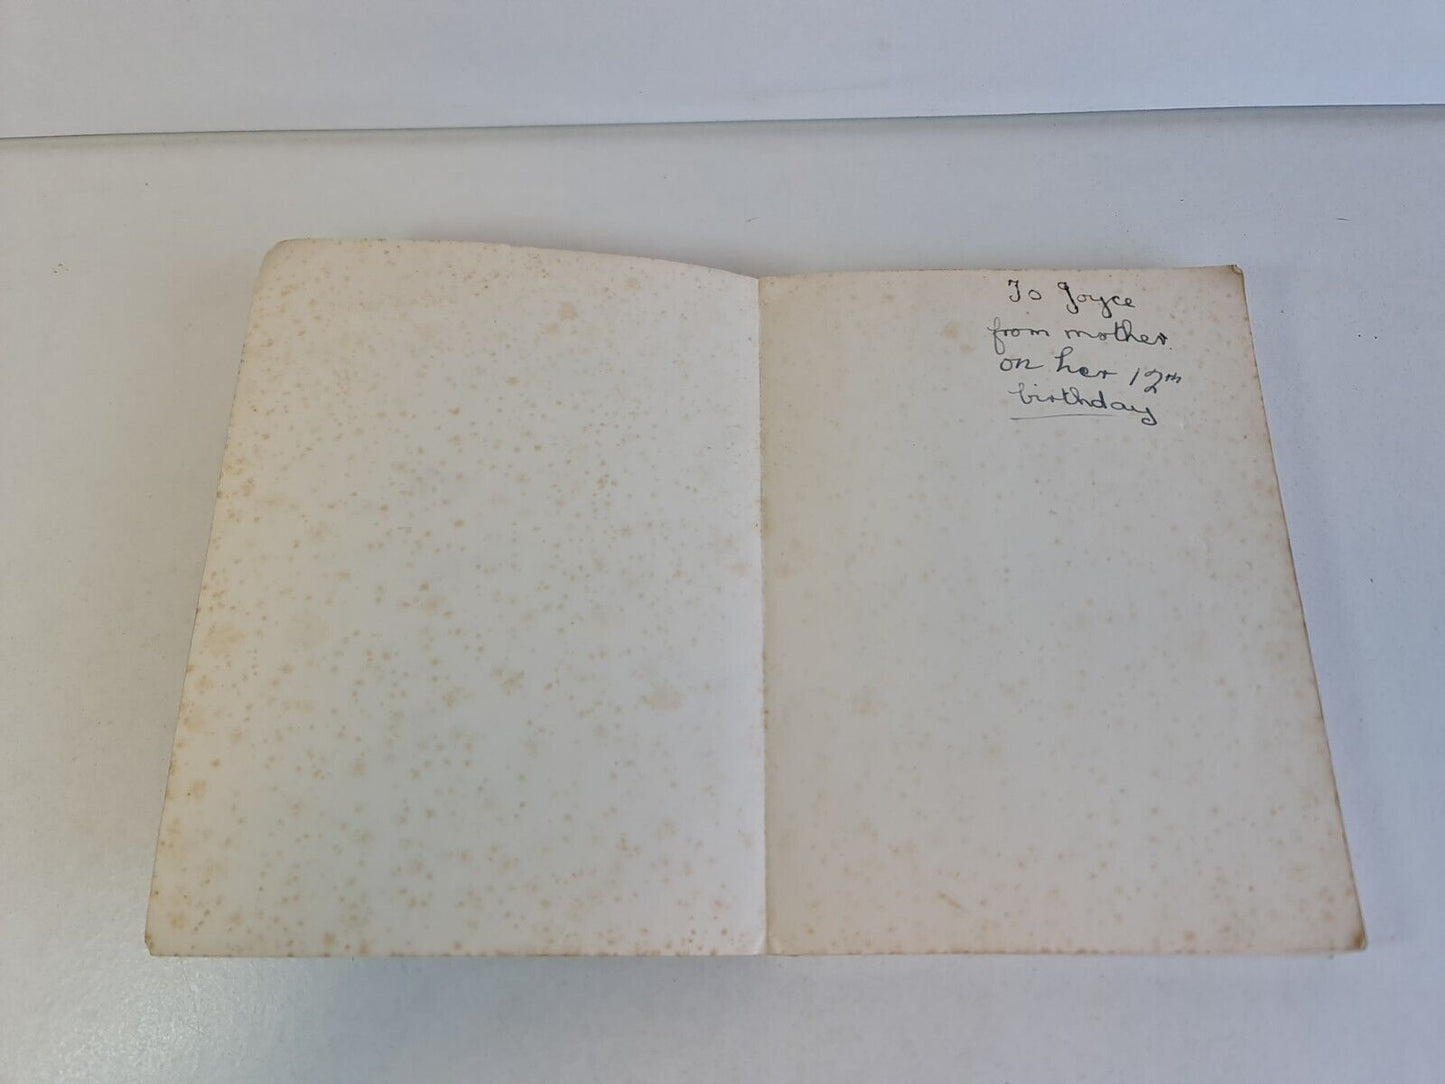 To Joyce
from mother
on her 12th
birthday